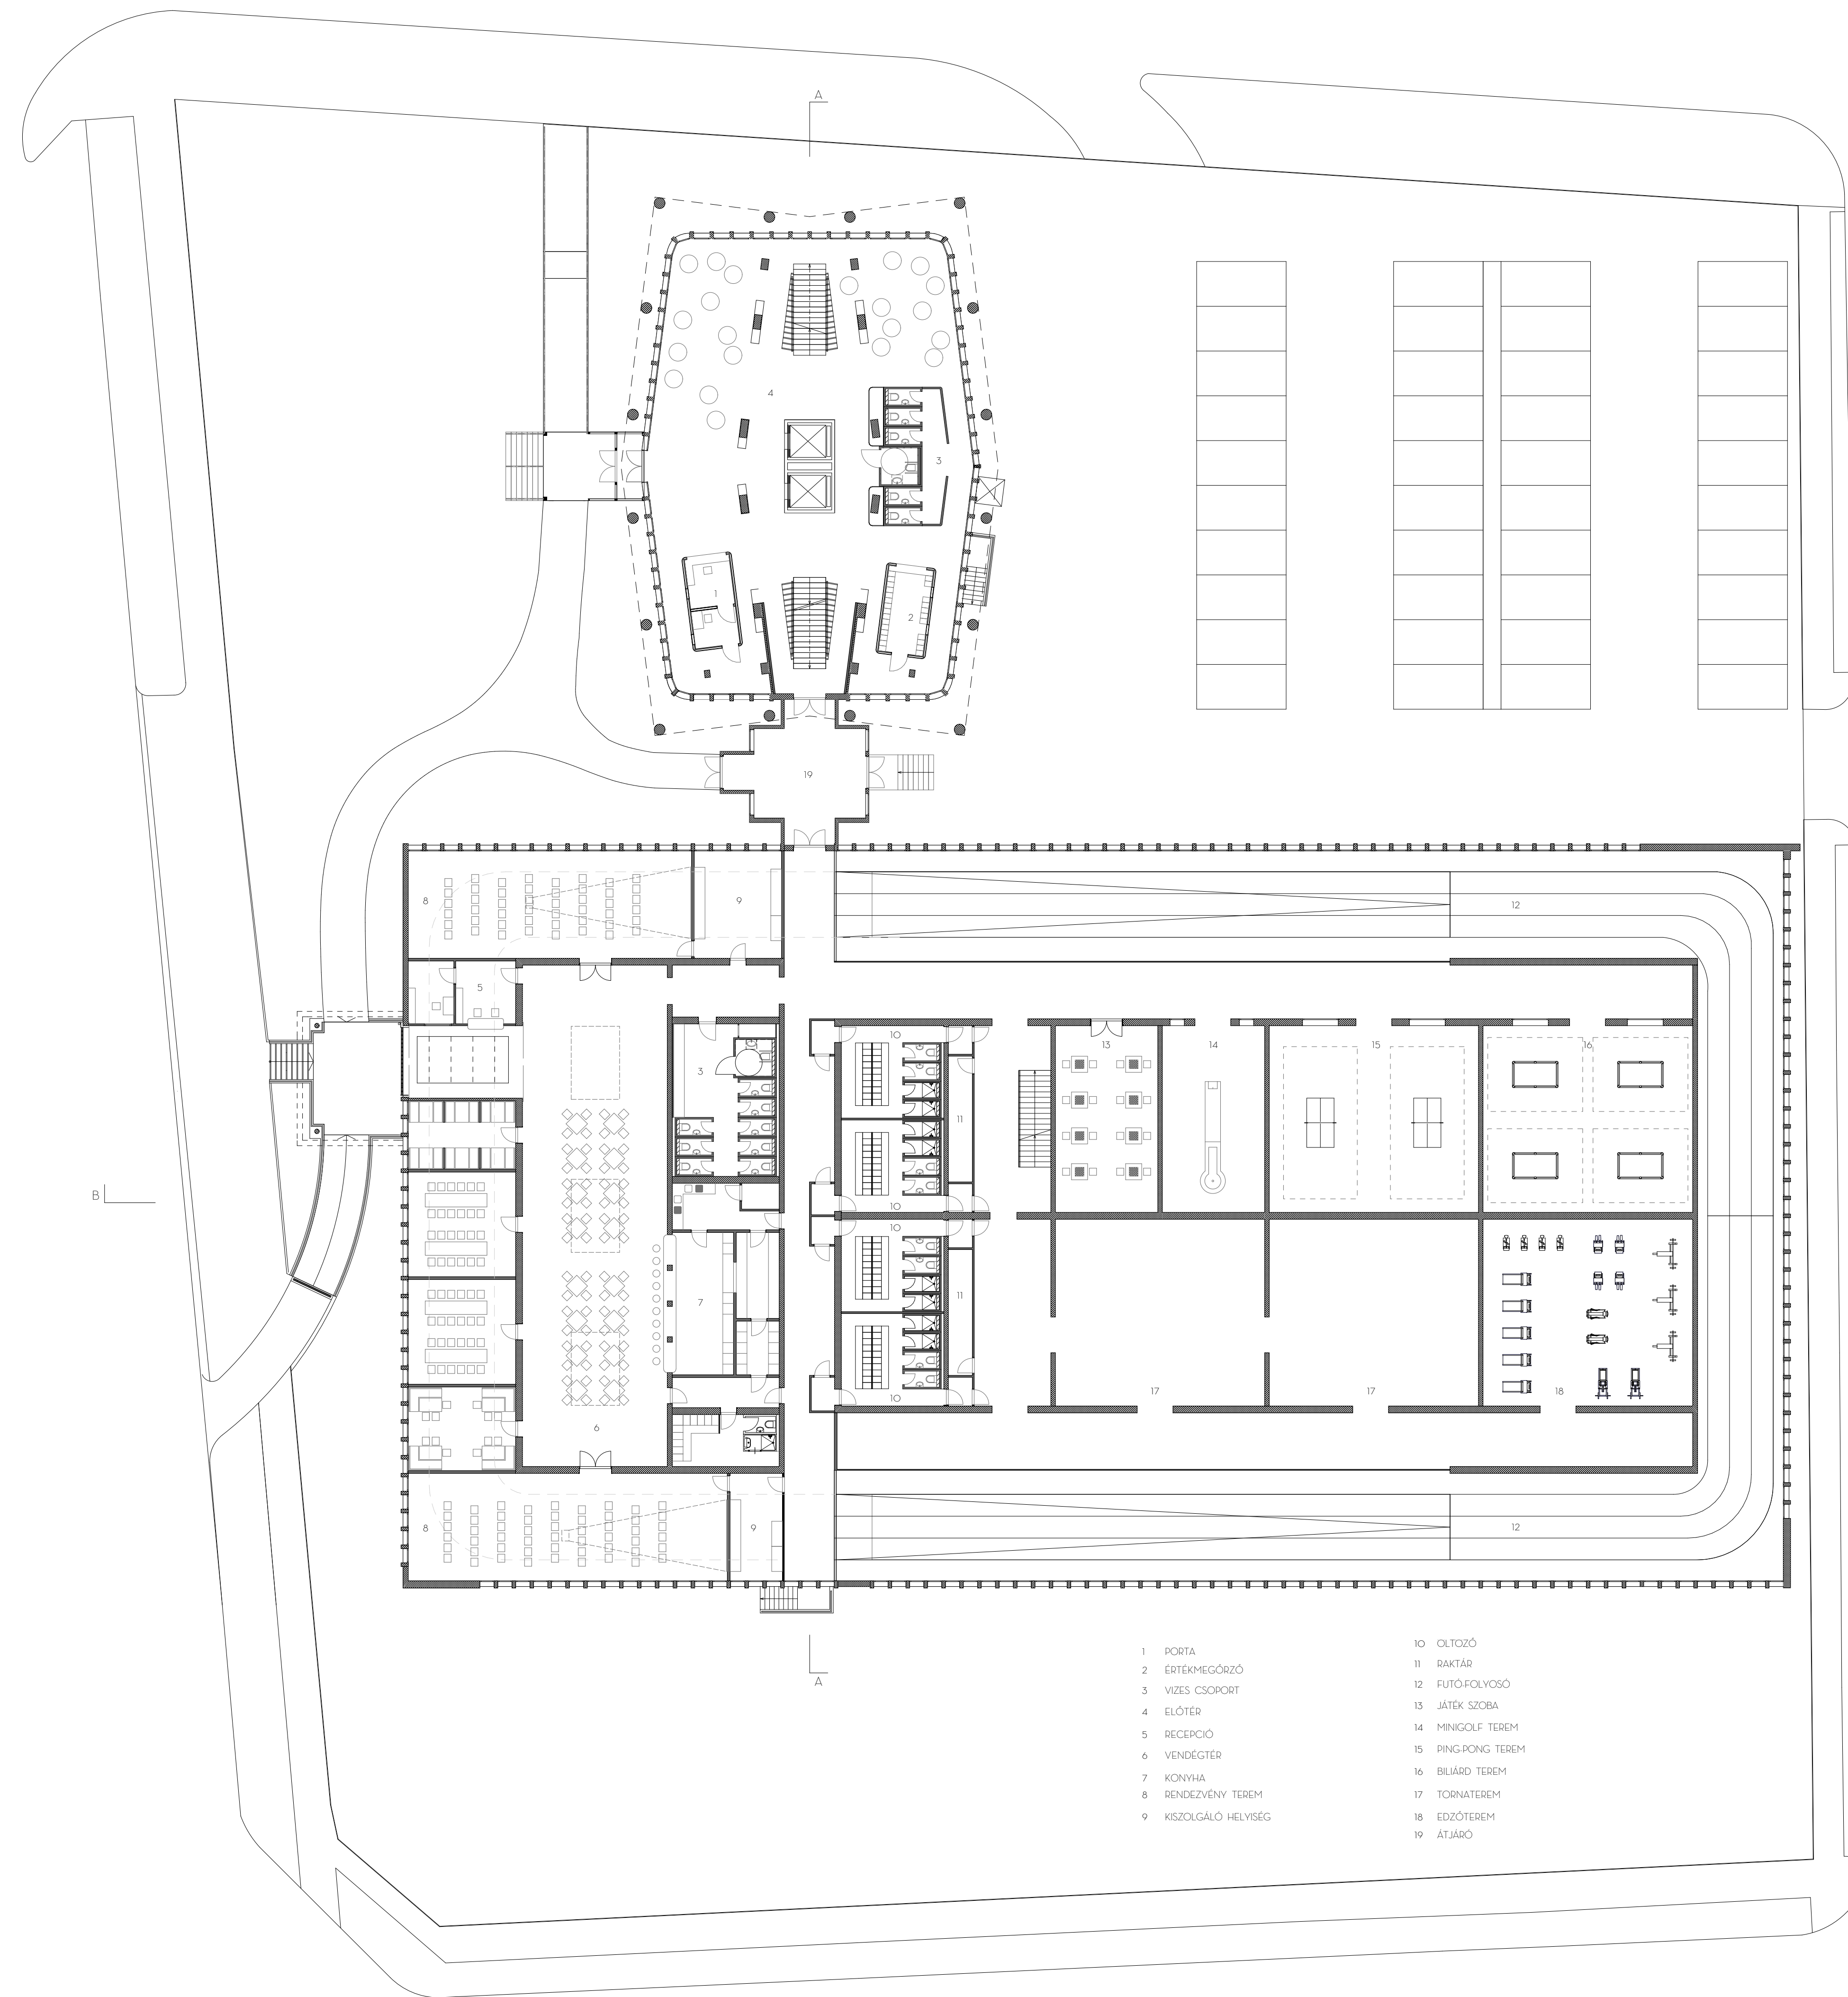 A
4
3
1
2
19
8
9
12
5
10
13
14
15
16
3
11
B
10
10
7
11
17
17
18
6
10
8
9
12
A
1 PORTA
2 ÉRTÉKMEGŐRZŐ
3 VIZES CSOPORT
4 ELŐTÉR
5 RECEPCIÓ
6 VENDÉGTÉR
7 KONYHA
8 RENDEZVÉNY TEREM
9 KISZOLGÁLÓ HELYISÉG
10 OLTOZŐ
11 RAKTÁR
12 FUTÓ-FOLYOSÓ
13 JÁTÉK SZOBA
14 MINIGOLF TEREM
15 PING-PONG TEREM
16 BILIÁRD TEREM
17 TORNATEREM
18 EDZŐTEREM
19 ÁTJÁRÓ